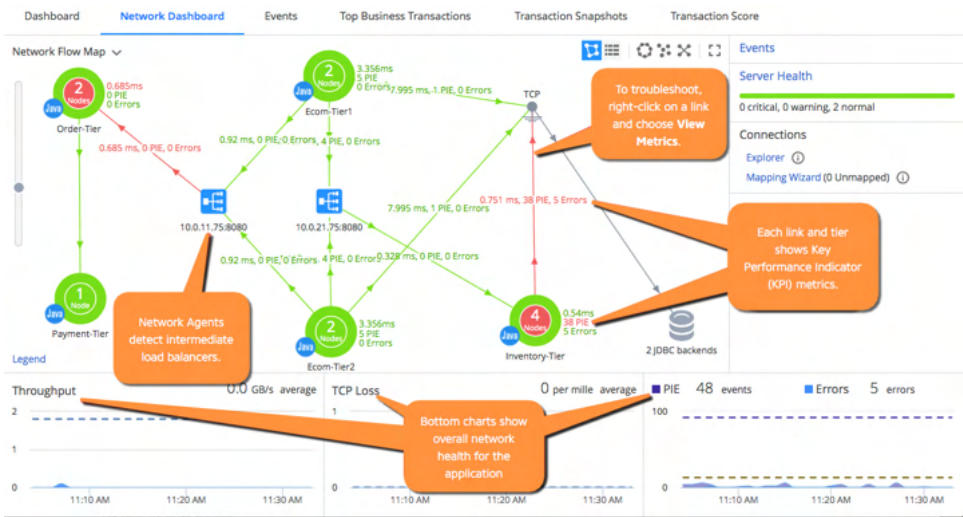 Dashboard
Network Dashboard
Events
Top Business Transactions
Transaction Snapshots
Transaction Score
Network Flow Map
Events
Server Health
0 critical, 0 warning, 2 normal
Connections
Explorer
Mapping Wizard (0 Unmapped)
2
Nodes
Java
0.685ms
0 PIE
0 Errors
Order-Tier
2
Nodes
Java
3.356ms
5 PIE
0 Errors
Ecom-Tier1
7.995 ms, 1 PIE, 0 Errors
TCP
To troubleshoot,
right-click on a link
and choose View
Metrics.
0.685 ms, 0 PIE, 0 Errors
0.92 ms, 0 PIE, 0 Errors
, 4 PIE, 0 Errors
10.0.11.75:8080
10.0.21.75:8080
7.995 ms, 1 PIE, 0 Errors
0.751 ms, 38 PIE, 5 Errors
Each link and tier
shows Key
Performance Indicator
(KPI) metrics.
0.92 ms, 0 PIE, 0 Errors
, 4 PIE, 0 Errors
0.328 ms, 0 PIE, 0 Errors
1
Node
Java
Payment-Tier
Network Agents
detect intermediate
load balancers.
2
Nodes
Java
3.356ms
5 PIE
0 Errors
Ecom-Tier2
4
Nodes
Java
0.54ms
38 PIE
5 Errors
Inventory-Tier
2 JDBC backends
Legend
Throughput
0.0 GB/s average
2
1
0
11:10 AM
11:20 AM
11:30 AM
TCP Loss
0 per mille average
1
0
11:10 AM
11:20 AM
11:30 AM
Bottom charts show
overall network
health for the
application
PIE 48 events
Errors 5 errors
100
0
11:10 AM
11:20 AM
11:30 AM